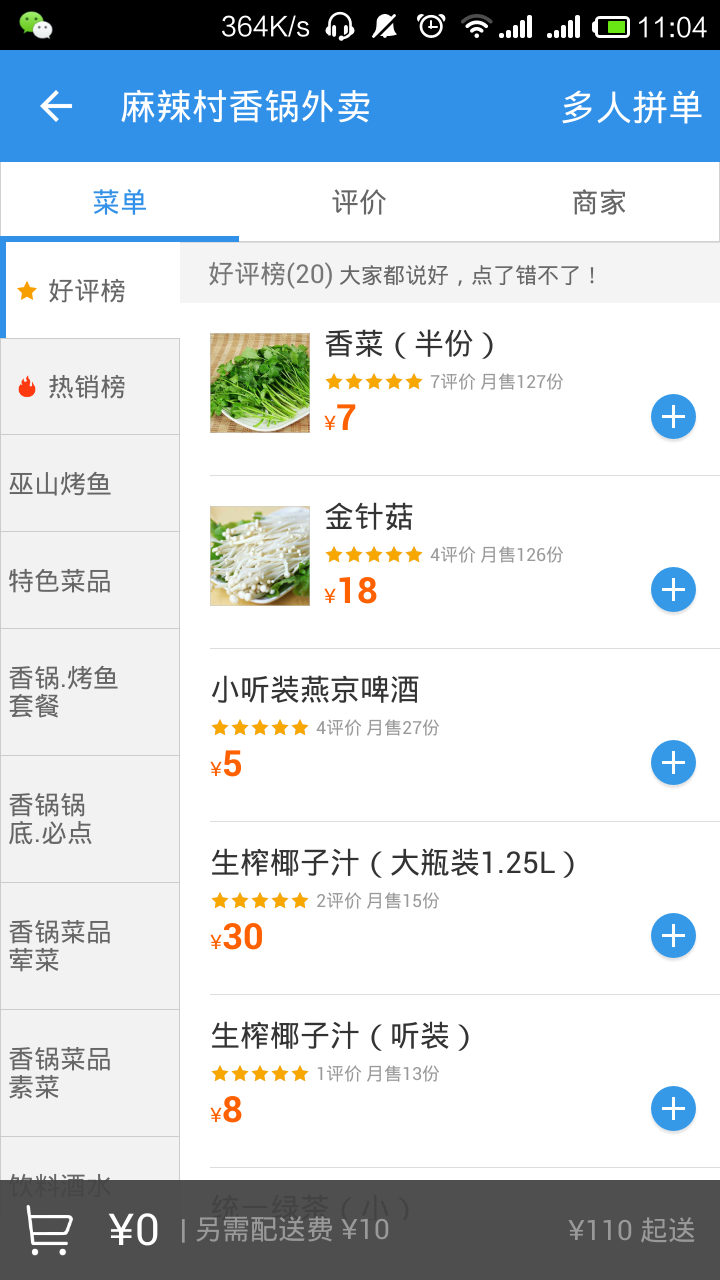 364K/s 11:04
麻辣村香锅外卖 多人拼单
菜单 评价 商家
好评榜
热销榜
巫山烤鱼
特色菜品
香锅.烤鱼
套餐
香锅锅
底.必点
香锅菜品
荤菜
香锅菜品
素菜
饮料酒水
好评榜(20) 大家都说好，点了错不了！
香菜（半份）
7评价 月售127份
¥7
金针菇
4评价 月售126份
¥18
小听装燕京啤酒
4评价 月售27份
¥5
生榨椰子汁（大瓶装1.25L）
2评价 月售15份
¥30
生榨椰子汁（听装）
1评价 月售13份
¥8
统一绿茶（小）
¥0 | 另需配送费 ¥10 ¥110 起送